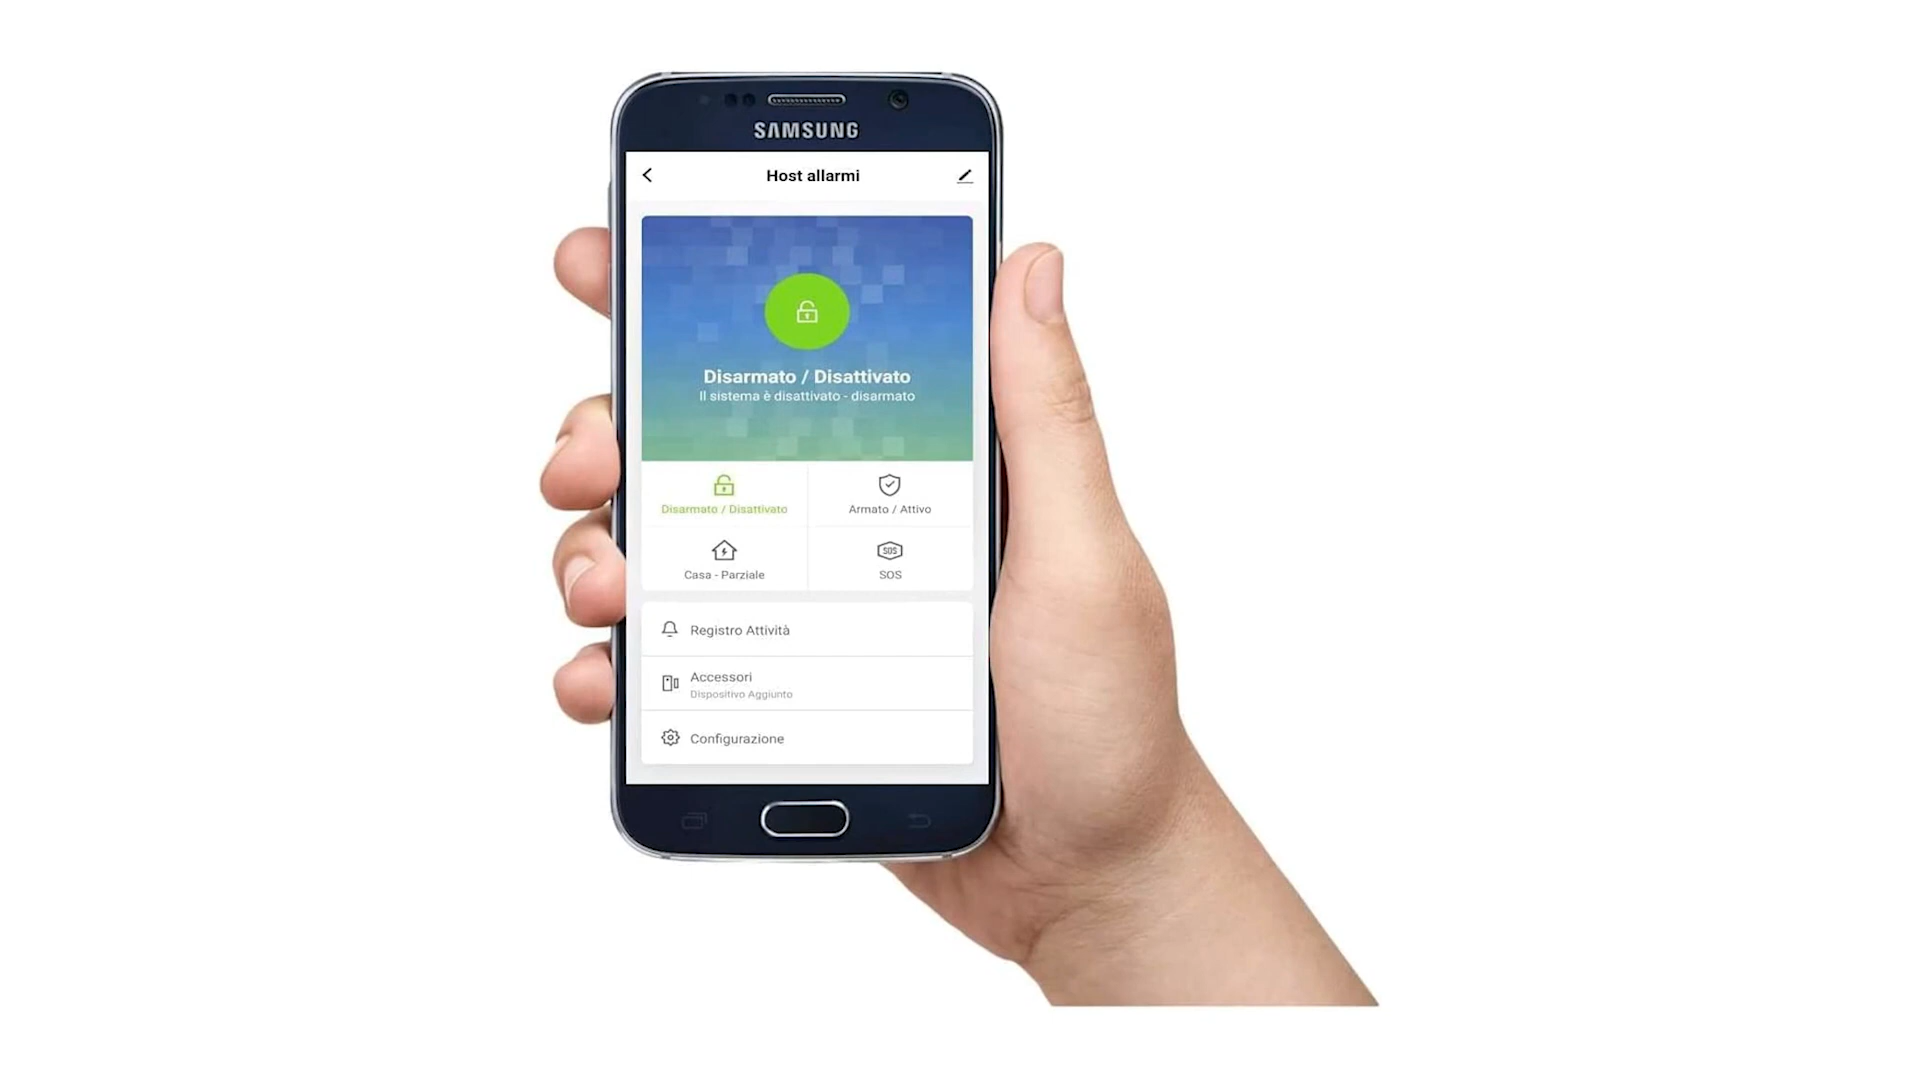 SAMSUNG
Host allarmi
Disarmato / Disattivato
Il sistema è disattivato - disarmato
Disarmato / Disattivato
Armato / Attivo
Casa - Parziale
SOS
SOS
Registro Attività
Accessori
Dispositivo Aggiunto
Configurazione